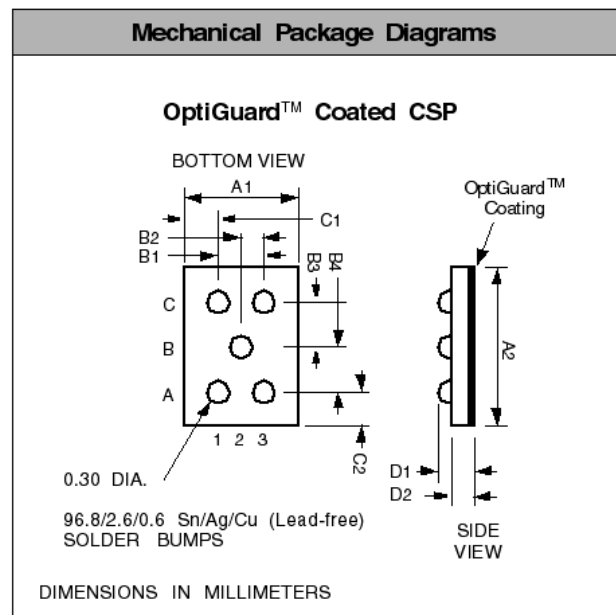 Mechanical Package Diagrams
OptiGuard™ Coated CSP
BOTTOM VIEW
A1
C1
B2
B1
B3
B4
OptiGuard™
Coating
C
B
A
1 2 3
C2
A2
D1
D2
0.30 DIA.
96.8/2.6/0.6 Sn/Ag/Cu (Lead-free)
SOLDER BUMPS
SIDE
VIEW
DIMENSIONS IN MILLIMETERS